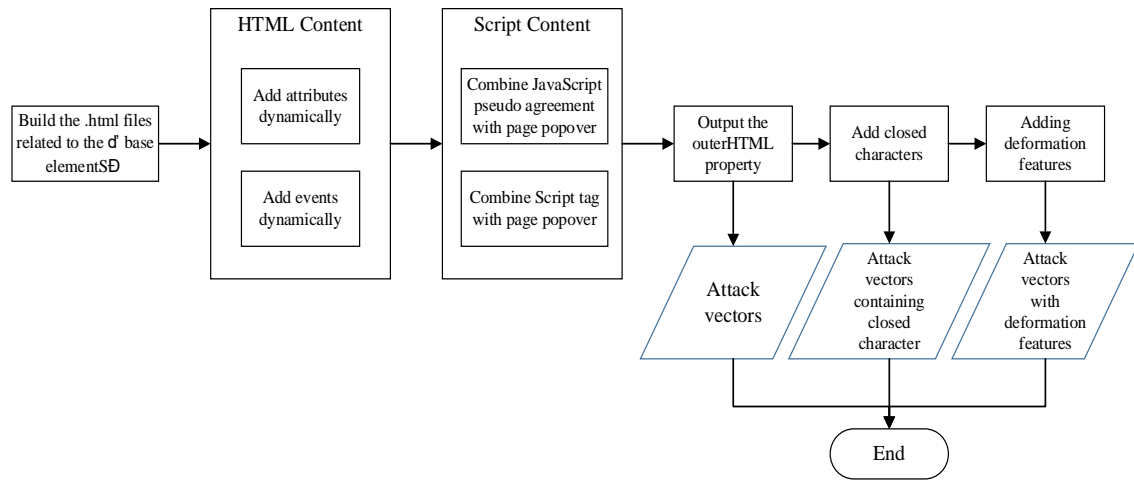 HTML Content
Add attributes
dynamically
Add events
dynamically
Script Content
Combine JavaScript
pseudo agreement
with page popover
Combine Script tag
with page popover
Build the .html files
related to the ď base
elementSĐ
Output the
outerHTML
property
Add closed
characters
Adding
deformation
features
Attack
vectors
Attack
vectors
containing
closed
character
Attack
vectors
with
deformation
features
End